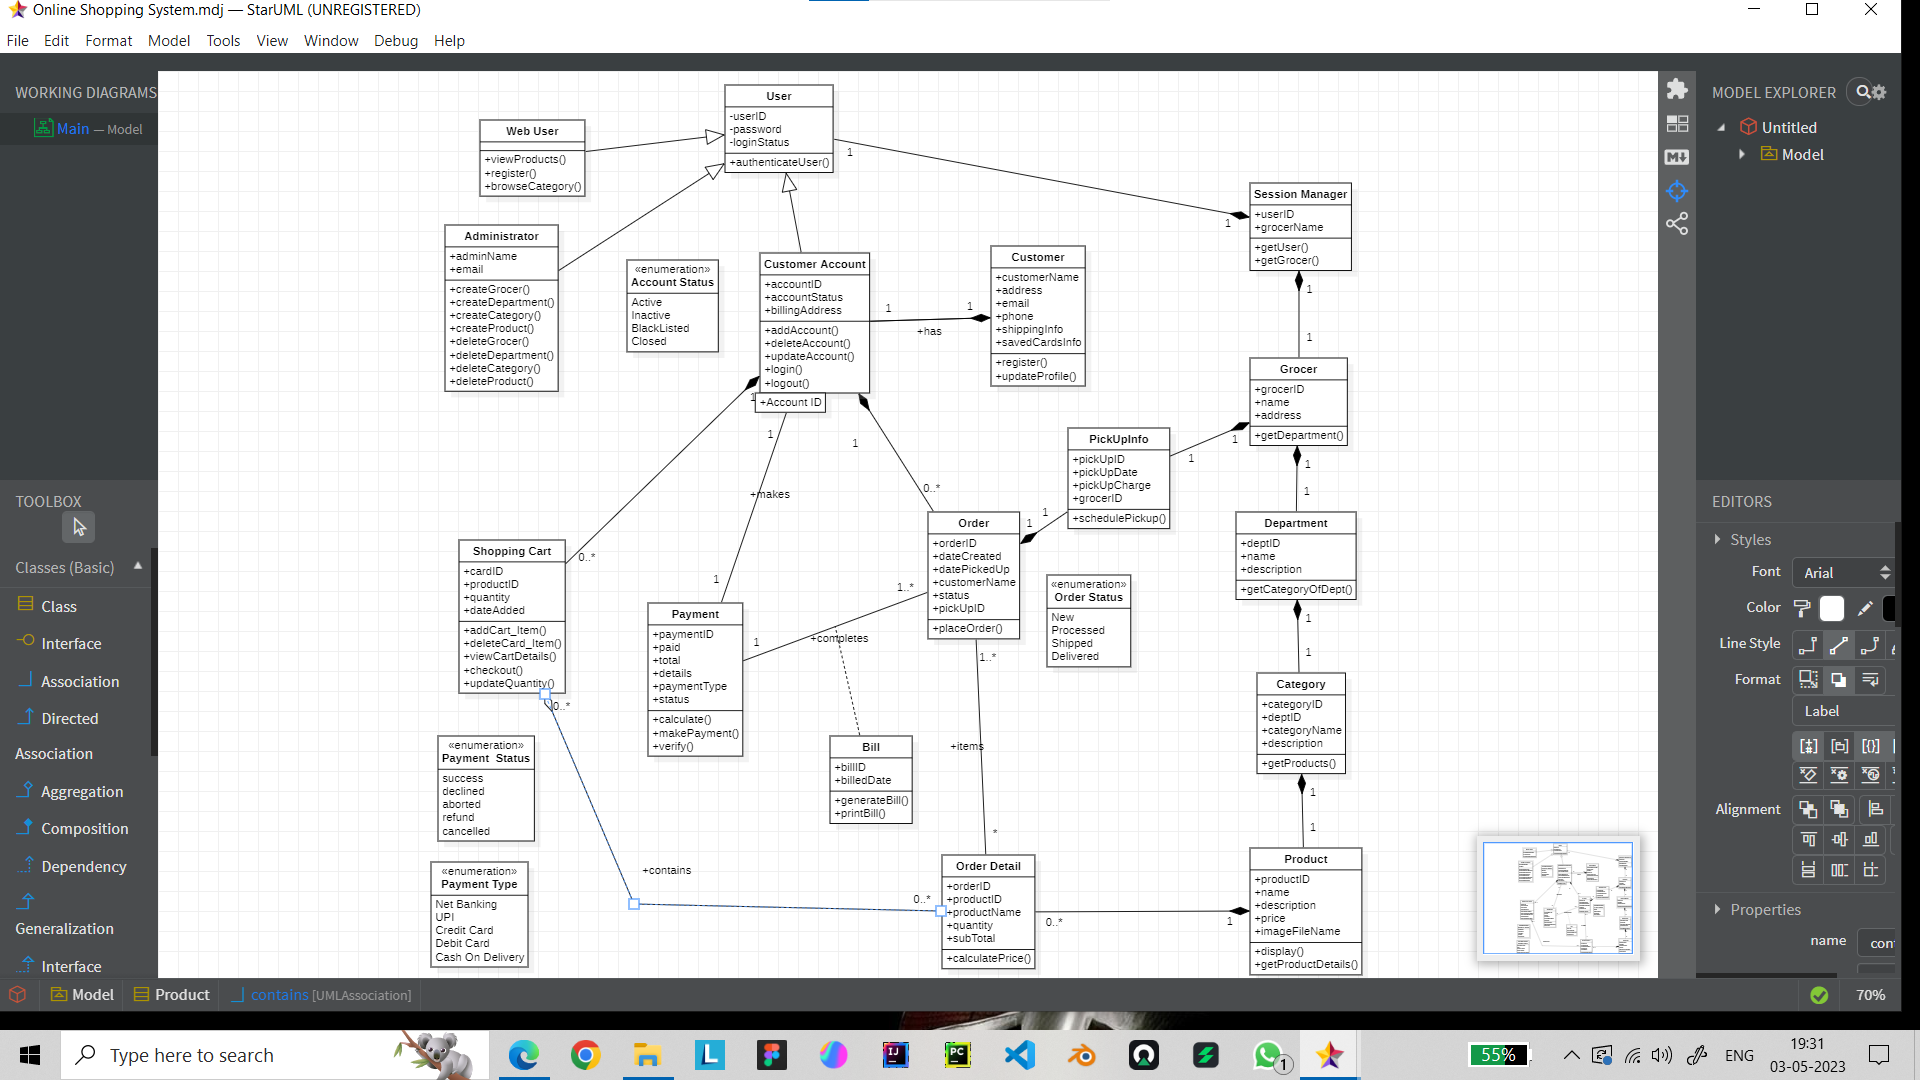 Online Shopping System.mdj — StarUML (UNREGISTERED)
File Edit Format Model Tools View Window Debug Help
WORKING DIAGRAMS
Main — Model
TOOLBOX
Classes (Basic)
Class
Interface
Association
Directed
Association
Aggregation
Composition
Dependency
Generalization
Interface
User
-userID
-password
-loginStatus
+authenticateUser()
1
Web User
+viewProducts()
+register()
+browseCategory()
Administrator
+adminName
+email
+createGrocer()
+createDepartment()
+createCategory()
+createProduct()
+deleteGrocer()
+deleteDepartment()
+deleteCategory()
+deleteProduct()
«enumeration»
Account Status
Active
Inactive
BlackListed
Closed
Customer Account
+accountID
+accountStatus
+billingAddress
+addAccount()
+deleteAccount()
+updateAccount()
+login()
+logout()
+Account ID
1
1
1
1
+has
1
Customer
+customerName
+address
+email
+phone
+shippingInfo
+savedCardsInfo
+register()
+updateProfile()
Session Manager
+userID
+grocerName
+getUser()
+getGrocer()
1
1
1
Grocer
+grocerID
+name
+address
+getDepartment()
1
1
1
1
PickUpInfo
+pickUpID
+pickUpDate
+pickUpCharge
+grocerID
+schedulePickup()
1
1
+makes
0..*
Order
+orderID
+dateCreated
+datePickedUp
+customerName
+status
+pickUpID
+placeOrder()
1..*
1..*
Department
+deptID
+name
+description
+getCategoryOfDept()
1
1
Shopping Cart
+cardID
+productID
+quantity
+dateAdded
+addCart_Item()
+deleteCard_Item()
+viewCartDetails()
+checkout()
+updateQuantity()
0..*
0..*
1
Payment
+paymentID
+paid
+total
+details
+paymentType
+status
+calculate()
+makePayment()
+verify()
1
+completes
«enumeration»
Order Status
New
Processed
Shipped
Delivered
Category
+categoryID
+deptID
+categoryName
+description
+getProducts()
1
1
«enumeration»
Payment  Status
success
declined
aborted
refund
cancelled
Bill
+billID
+billedDate
+generateBill()
+printBill()
+items
*
«enumeration»
Payment Type
Net Banking
UPI
Credit Card
Debit Card
Cash On Delivery
+contains
0..*
Order Detail
+orderID
+productID
+productName
+quantity
+subTotal
+calculatePrice()
0..*
1
Product
+productID
+name
+description
+price
+imageFileName
+display()
+getProductDetails()
MODEL EXPLORER
Untitled
Model
EDITORS
Styles
Font Arial
Color
Line Style
Format
Label
Alignment
Properties
name
Model Product contains [UMLAssociation]
70%
Type here to search
1
55%
ENG
19:31
03-05-2023